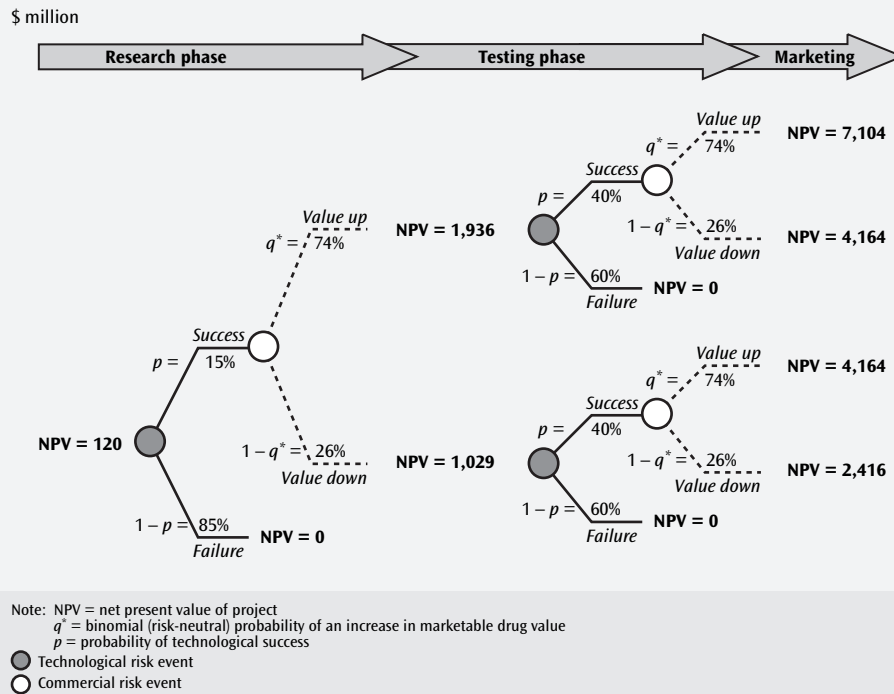 $ million
Research phase
Testing phase
Marketing
NPV = 120
p =
Success
15%
1 – p =
85%
Failure
NPV = 0
q* =
Value up
74%
NPV = 1,936
1 – q* =
26%
Value down
NPV = 1,029
p =
Success
40%
1 – p =
60%
Failure
NPV = 0
q* =
Value up
74%
NPV = 7,104
1 – q* =
26%
Value down
NPV = 4,164
p =
Success
40%
1 – p =
60%
Failure
NPV = 0
q* =
Value up
74%
NPV = 4,164
1 – q* =
26%
Value down
NPV = 2,416
Note: NPV = net present value of project
q* = binomial (risk-neutral) probability of an increase in marketable drug value
p = probability of technological success
Technological risk event
Commercial risk event